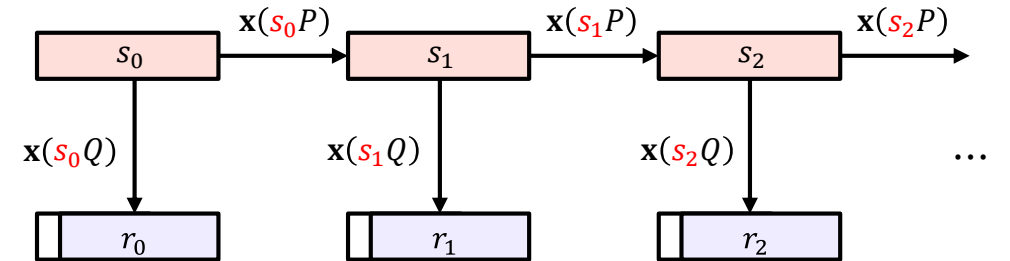 x(s₀P) x(s₁P) x(s₂P)
s₀ s₁ s₂
x(s₀Q) x(s₁Q) x(s₂Q) …
r₀ r₁ r₂